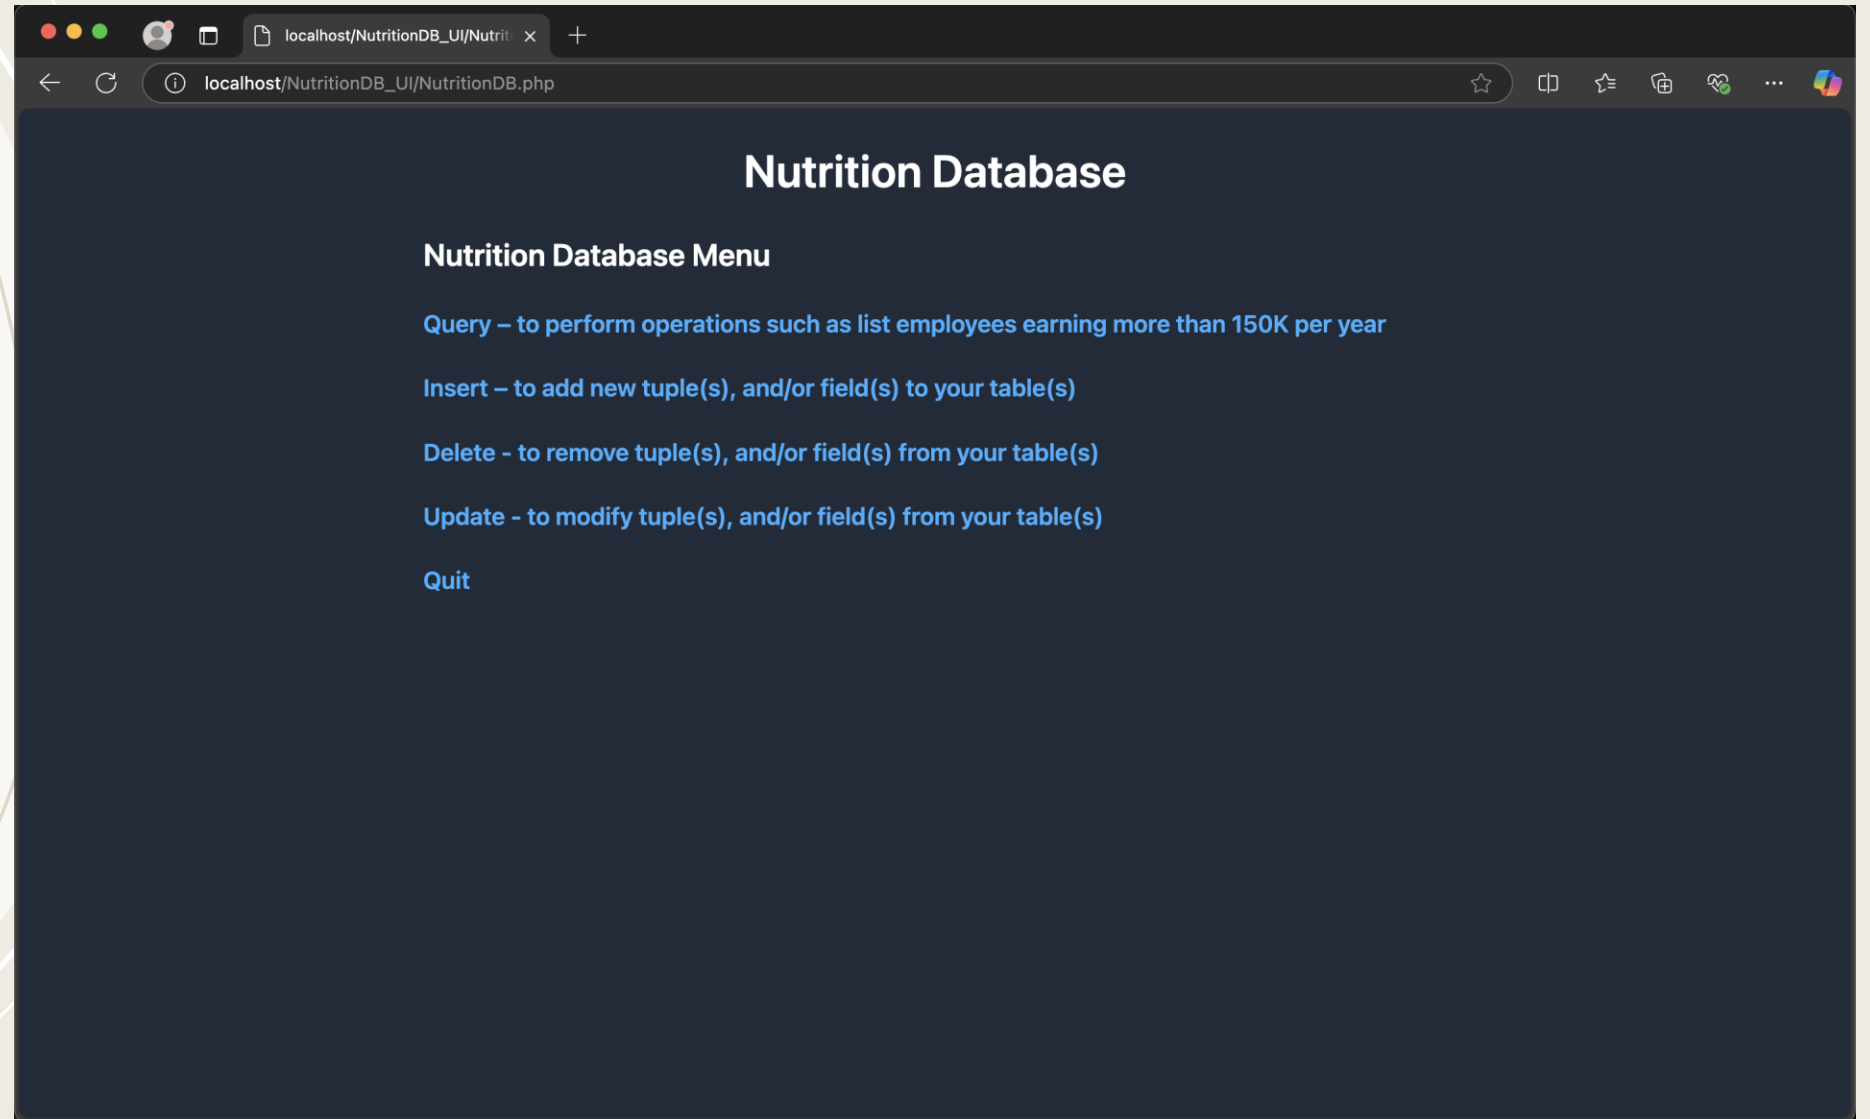 localhost/NutritionDB_UI/Nutriti
localhost/NutritionDB_UI/NutritionDB.php
Nutrition Database
Nutrition Database Menu
Query – to perform operations such as list employees earning more than 150K per year
Insert – to add new tuple(s), and/or field(s) to your table(s)
Delete - to remove tuple(s), and/or field(s) from your table(s)
Update - to modify tuple(s), and/or field(s) from your table(s)
Quit